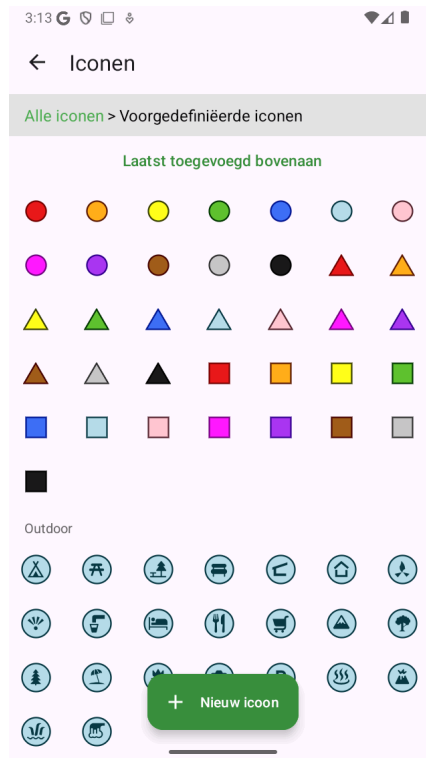 3:13
Iconen
Alle iconen > Voorgedefiniëerde iconen
Laatst toegevoegd bovenaan
Outdoor
+ Nieuw icoon